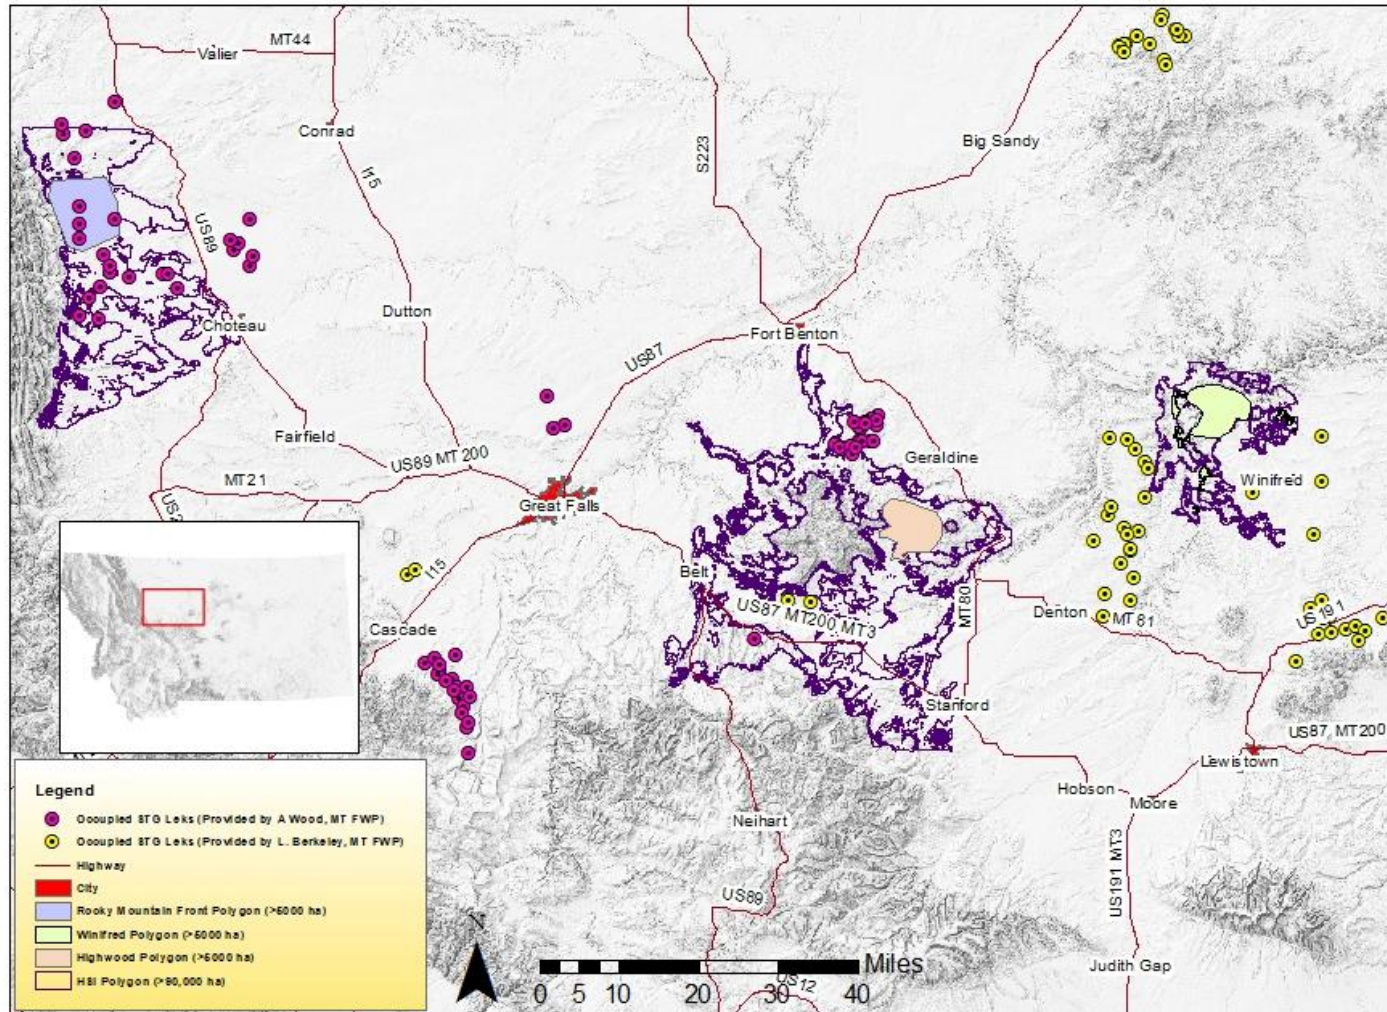 MT44
Valier
Conrad
Big Sandy
S223
I15
US89
Dutton
Choteau
Fort Benton
US87
Fairfield
US89 MT 200
Geraldine
MT21
Winifred
Great Falls
US2
I15
Belt
US87 MT200 MT3
MT80
Denton
MT81
US191
Cascade
Stanford
US87, MT200
Lewistown
Hobson
Moore
Neihart
US191 MT3
US89
Judith Gap
US12
N
Miles
0 5 10 20 30 40
Legend
Occupied STG Leks (Provided by A Wood, MT FWP)
Occupied STG Leks (Provided by L. Berkeley, MT FWP)
Highway
City
Rocky Mountain Front Polygon (>5000 ha)
Winifred Polygon (>5000 ha)
Highwood Polygon (>5000 ha)
HSI Polygon (>90,000 ha)